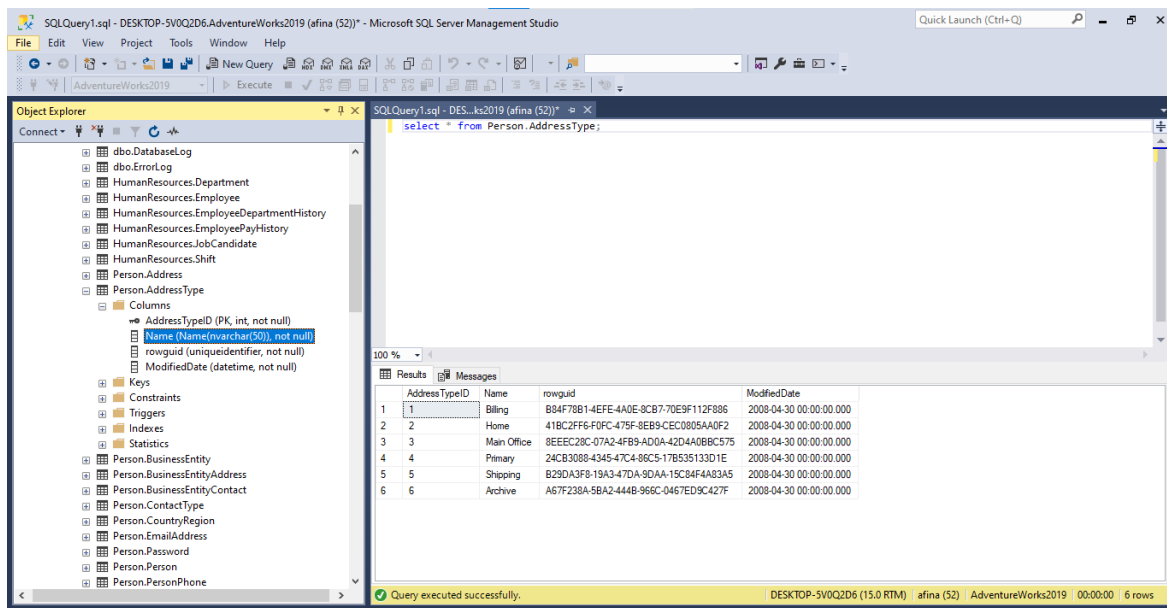 SQLQuery1.sql - DESKTOP-5V0Q2D6.AdventureWorks2019 (afina (52))* - Microsoft SQL Server Management Studio
Quick Launch (Ctrl+Q)
File Edit View Project Tools Window Help
New Query
AdventureWorks2019 Execute
Object Explorer
Connect
dbo.DatabaseLog
dbo.ErrorLog
HumanResources.Department
HumanResources.Employee
HumanResources.EmployeeDepartmentHistory
HumanResources.EmployeePayHistory
HumanResources.JobCandidate
HumanResources.Shift
Person.Address
Person.AddressType
Columns
AddressTypeID (PK, int, not null)
Name (Name(nvarchar(50)), not null)
rowguid (uniqueidentifier, not null)
ModifiedDate (datetime, not null)
Keys
Constraints
Triggers
Indexes
Statistics
Person.BusinessEntity
Person.BusinessEntityAddress
Person.BusinessEntityContact
Person.ContactType
Person.CountryRegion
Person.EmailAddress
Person.Password
Person.Person
Person.PersonPhone
SQLQuery1.sql - DES...ks2019 (afina (52))*
select * from Person.AddressType;
100 %
Results Messages
AddressTypeID Name rowguid ModifiedDate
1 1 Billing B84F78B1-4EFE-4A0E-8CB7-70E9F112F886 2008-04-30 00:00:00.000
2 2 Home 41BC2FF6-F0FC-475F-8EB9-CEC0805AA0F2 2008-04-30 00:00:00.000
3 3 Main Office 8EEEC28C-07A2-4FB9-AD0A-42D4A0BBC575 2008-04-30 00:00:00.000
4 4 Primary 24CB3088-4345-47C4-86C5-17B535133D1E 2008-04-30 00:00:00.000
5 5 Shipping B29DA3F8-19A3-47DA-9DAA-15C84F4A83A5 2008-04-30 00:00:00.000
6 6 Archive A67F238A-5BA2-444B-966C-0467ED9C427F 2008-04-30 00:00:00.000
Query executed successfully.
DESKTOP-5V0Q2D6 (15.0 RTM) afina (52) AdventureWorks2019 00:00:00 6 rows